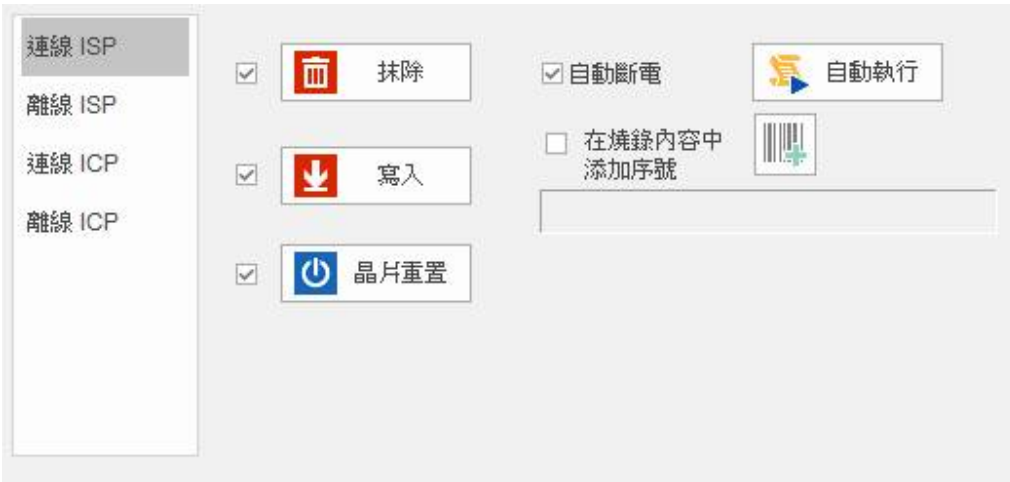 連線 ISP
離線 ISP
連線 ICP
離線 ICP
抹除
寫入
晶片重置
自動斷電
自動執行
在燒錄內容中
添加序號